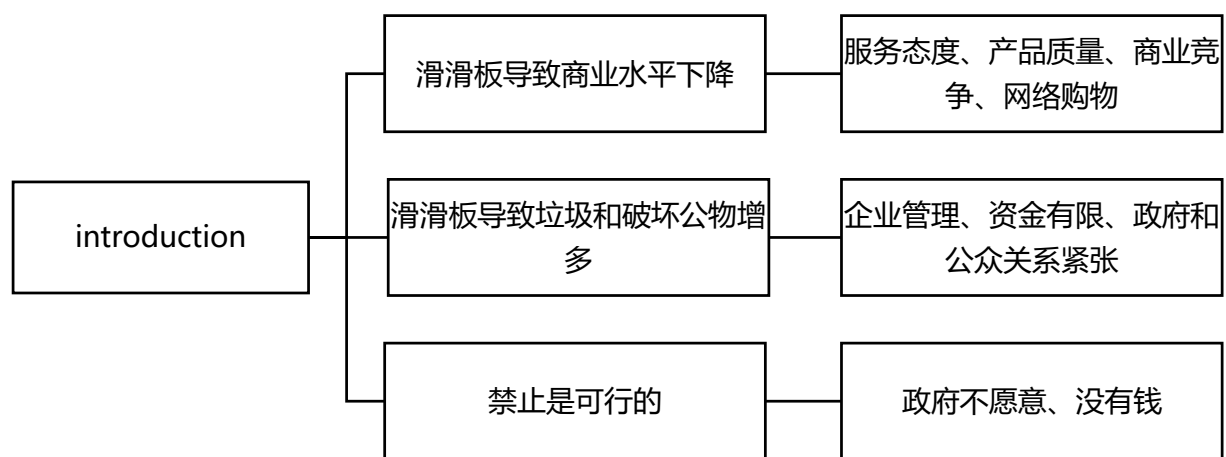 introduction
滑滑板导致商业水平下降
服务态度、产品质量、商业竞
争、网络购物
滑滑板导致垃圾和破坏公物增
多
企业管理、资金有限、政府和
公众关系紧张
禁止是可行的
政府不愿意、没有钱